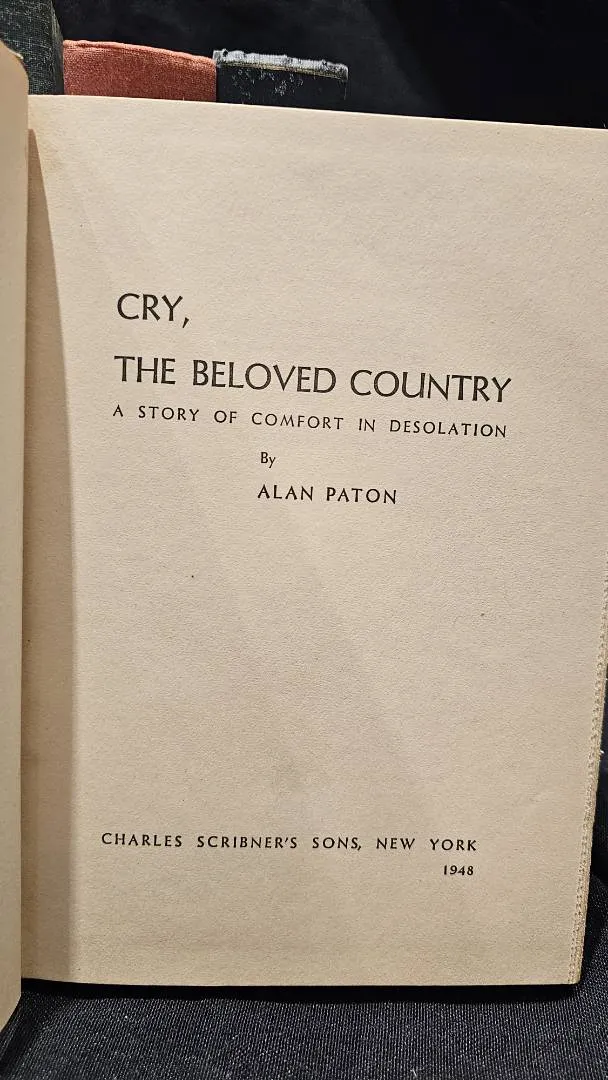 CRY,
THE BELOVED COUNTRY
A STORY OF COMFORT IN DESOLATION
By
ALAN PATON
CHARLES SCRIBNER'S SONS, NEW YORK
1948